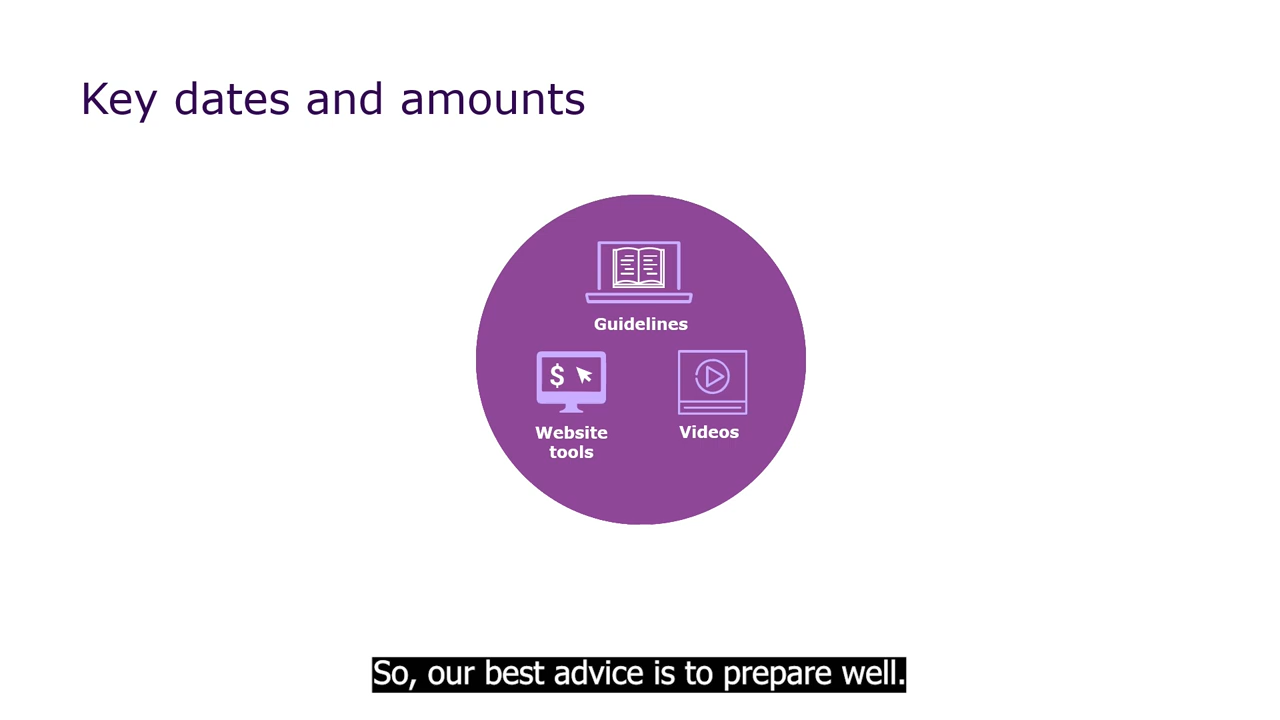 Key dates and amounts
Guidelines
$
Website
tools
Videos
So, our best advice is to prepare well.